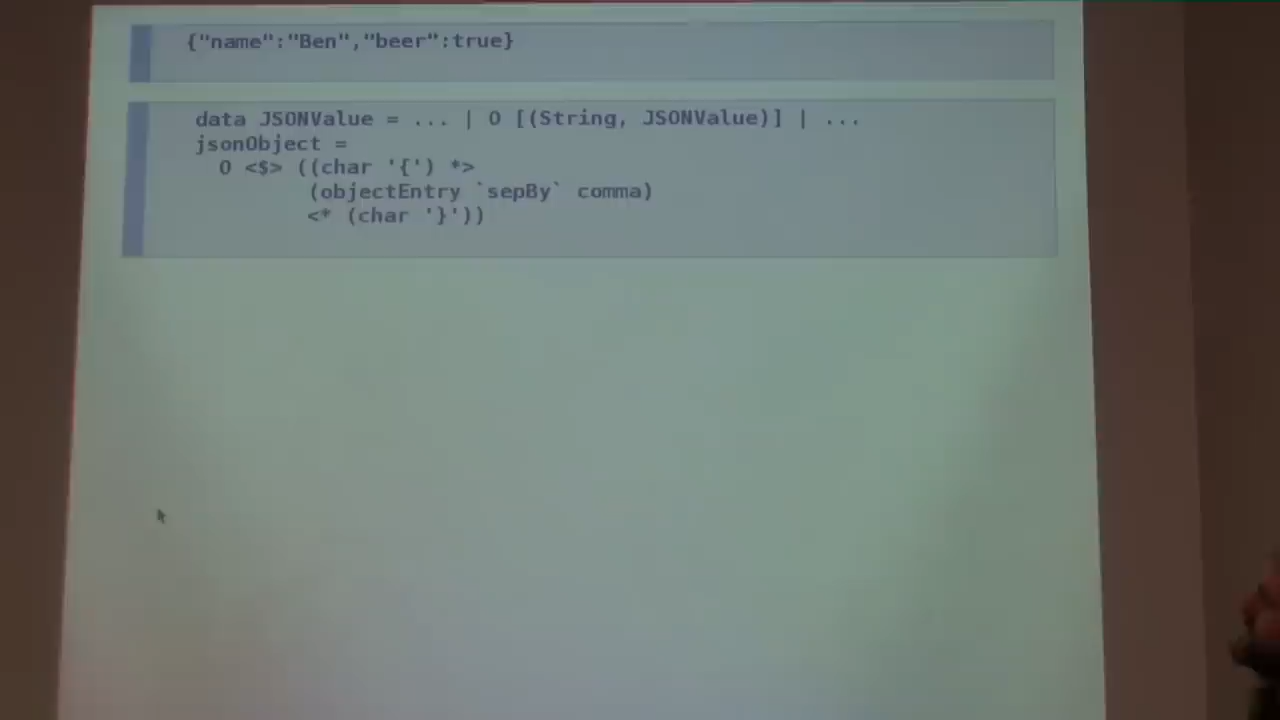 {"name":"Ben","beer":true}
data JSONValue = ... | O [(String, JSONValue)] | ...
jsonObject =
  O <$> ((char '{') *>
         (objectEntry `sepBy` comma)
         <* (char '}'))